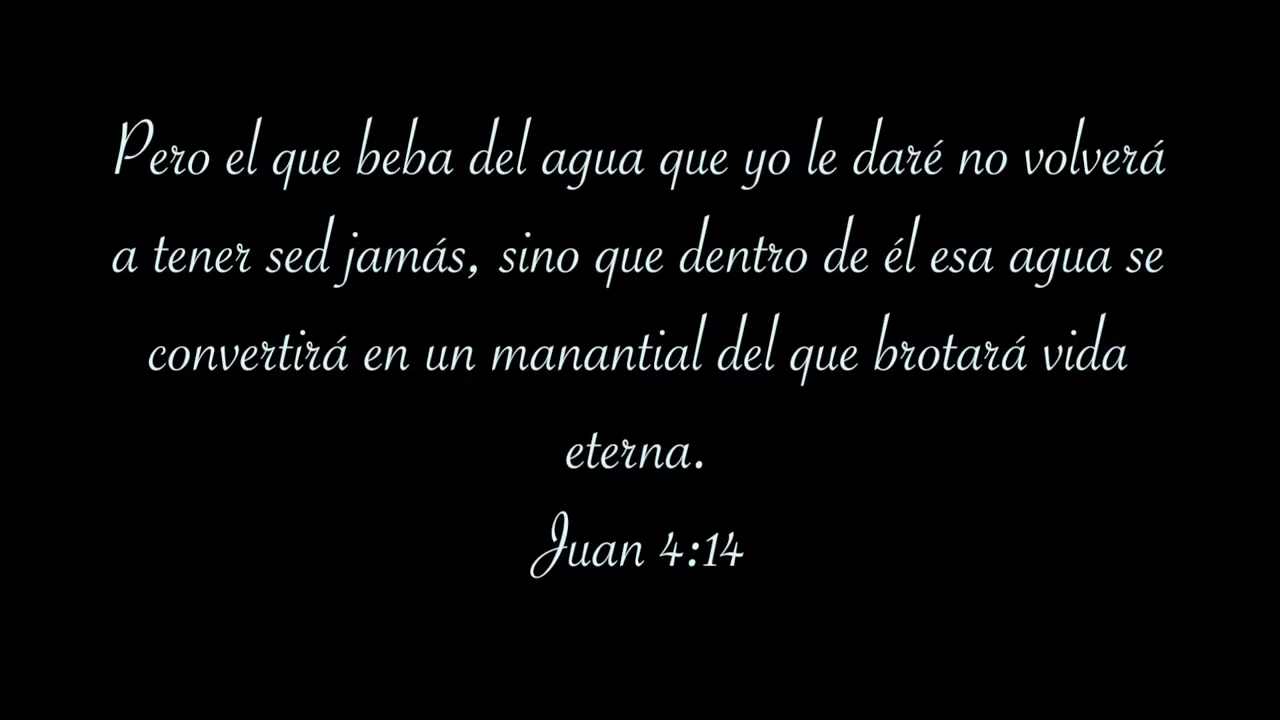 Pero el que beba del agua que yo le daré no volverá
a tener sed jamás, sino que dentro de él esa agua se
convertirá en un manantial del que brotará vida
eterna.
Juan 4:14